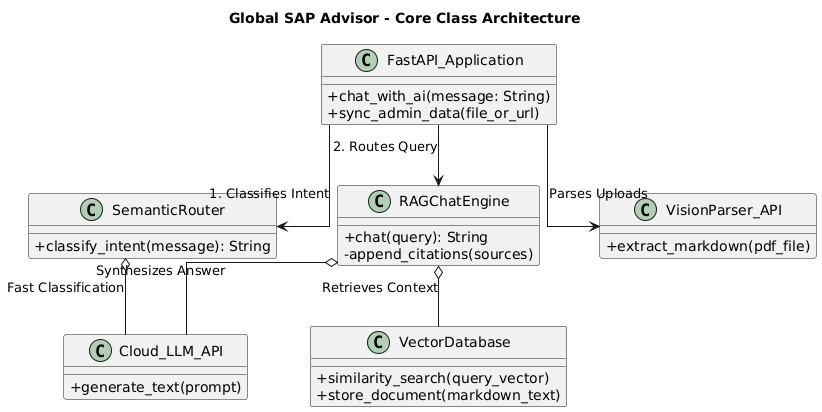 Global SAP Advisor - Core Class Architecture
C FastAPI_Application
+chat_with_ai(message: String)
+sync_admin_data(file_or_url)
2. Routes Query
1. Classifies Intent
Parses Uploads
C SemanticRouter
+classify_intent(message): String
C RAGChatEngine
+chat(query): String
-append_citations(sources)
C VisionParser_API
+extract_markdown(pdf_file)
Synthesizes Answer
Fast Classification
Retrieves Context
C Cloud_LLM_API
+generate_text(prompt)
C VectorDatabase
+similarity_search(query_vector)
+store_document(markdown_text)